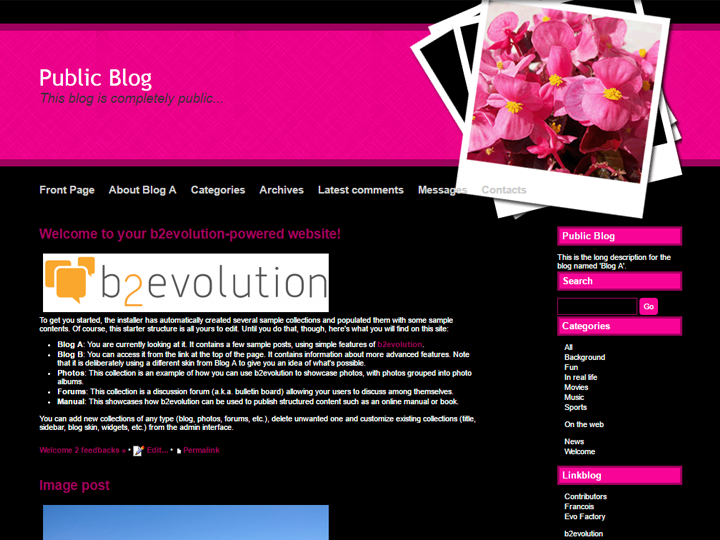 Public Blog
This blog is completely public...
Front Page About Blog A Categories Archives Latest comments Messages Contacts
Welcome to your b2evolution-powered website!
b2evolution
To get you started, the installer has automatically created several sample collections and populated them with some sample
contents. Of course, this starter structure is all yours to edit. Until you do that, though, here's what you will find on this site:
• Blog A: You are currently looking at it. It contains a few sample posts, using simple features of b2evolution.
• Blog B: You can access it from the link at the top of the page. It contains information about more advanced features. Note
that it is deliberately using a different skin from Blog A to give you an idea of what's possible.
• Photos: This collection is an example of how you can use b2evolution to showcase photos, with photos grouped into photo
albums.
• Forums: This collection is a discussion forum (a.k.a. bulletin board) allowing your users to discuss among themselves.
• Manual: This showcases how b2evolution can be used to publish structured content such as an online manual or book.
You can add new collections of any type (blog, photos, forums, etc.), delete unwanted one and customize existing collections (title,
sidebar, blog skin, widgets, etc.) from the admin interface.
Welcome 2 feedbacks » • Edit... • Permalink
Image post
Public Blog
This is the long description for the
blog named 'Blog A'.
Search
Go
Categories
All
Background
Fun
In real life
Movies
Music
Sports
On the web
News
Welcome
Linkblog
Contributors
Francois
Evo Factory
b2evolution